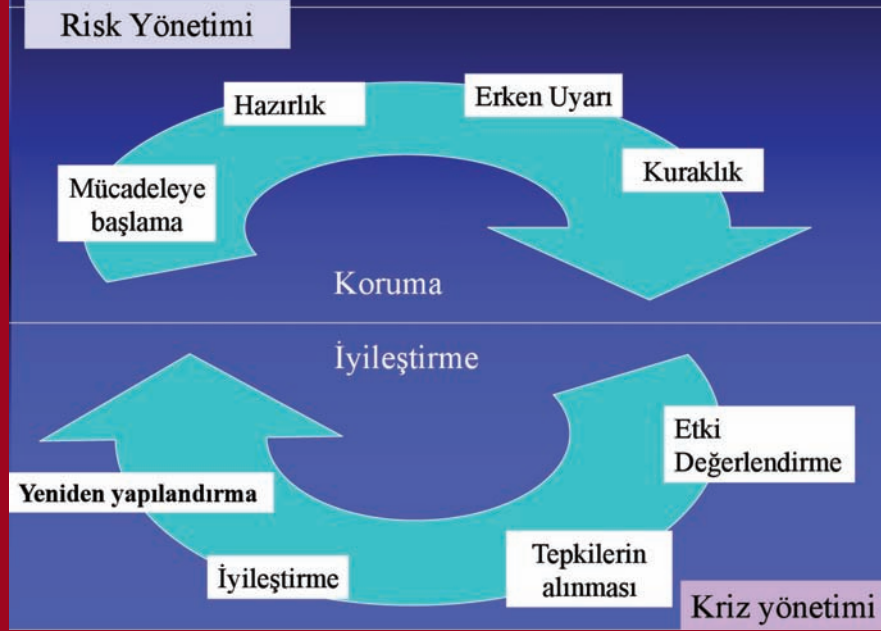 Risk Yönetimi
Hazırlık
Erken Uyarı
Mücadeleye
başlama
Kuraklık
Koruma
İyileştirme
Etki
Değerlendirme
Yeniden yapılandırma
İyileştirme
Tepkilerin
alınması
Kriz yönetimi